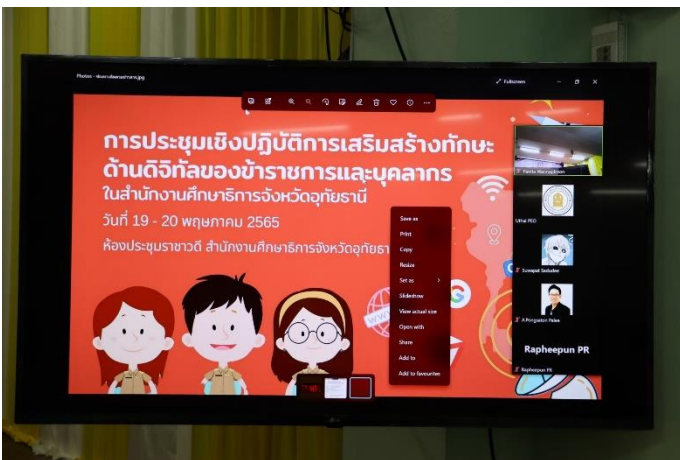 Fullscreen
การประชุมเชิงปฏิบัติการเสริมสร้างทักษะ
ด้านดิจิทัลของข้าราชการและบุคลากร
ในสำนักงานศึกษาธิการจังหวัดอุทัยธานี
วันที่ 19 - 20 พฤษภาคม 2565
ห้องประชุมราชาวดี สำนักงานศึกษาธิการจังหวัดอุทัยธา
Save as
Print
Copy
Resize
Set as
Slideshow
View actual size
Open with
Share
Add to
Add to favourites
Uthai PEO
A.Pongsaton Palee
Rapheepun PR
Rapheepun PR
LG